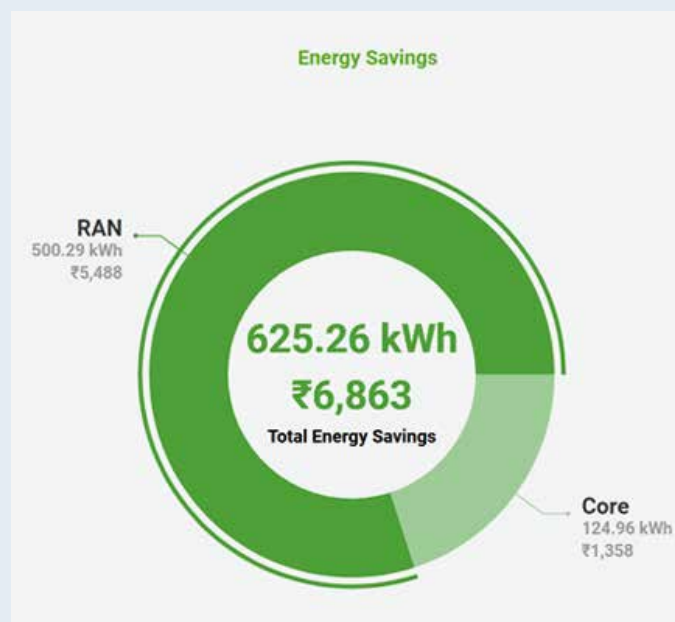 Energy Savings
RAN
500.29 kWh
₹5,488
625.26 kWh
₹6,863
Total Energy Savings
Core
124.96 kWh
₹1,358